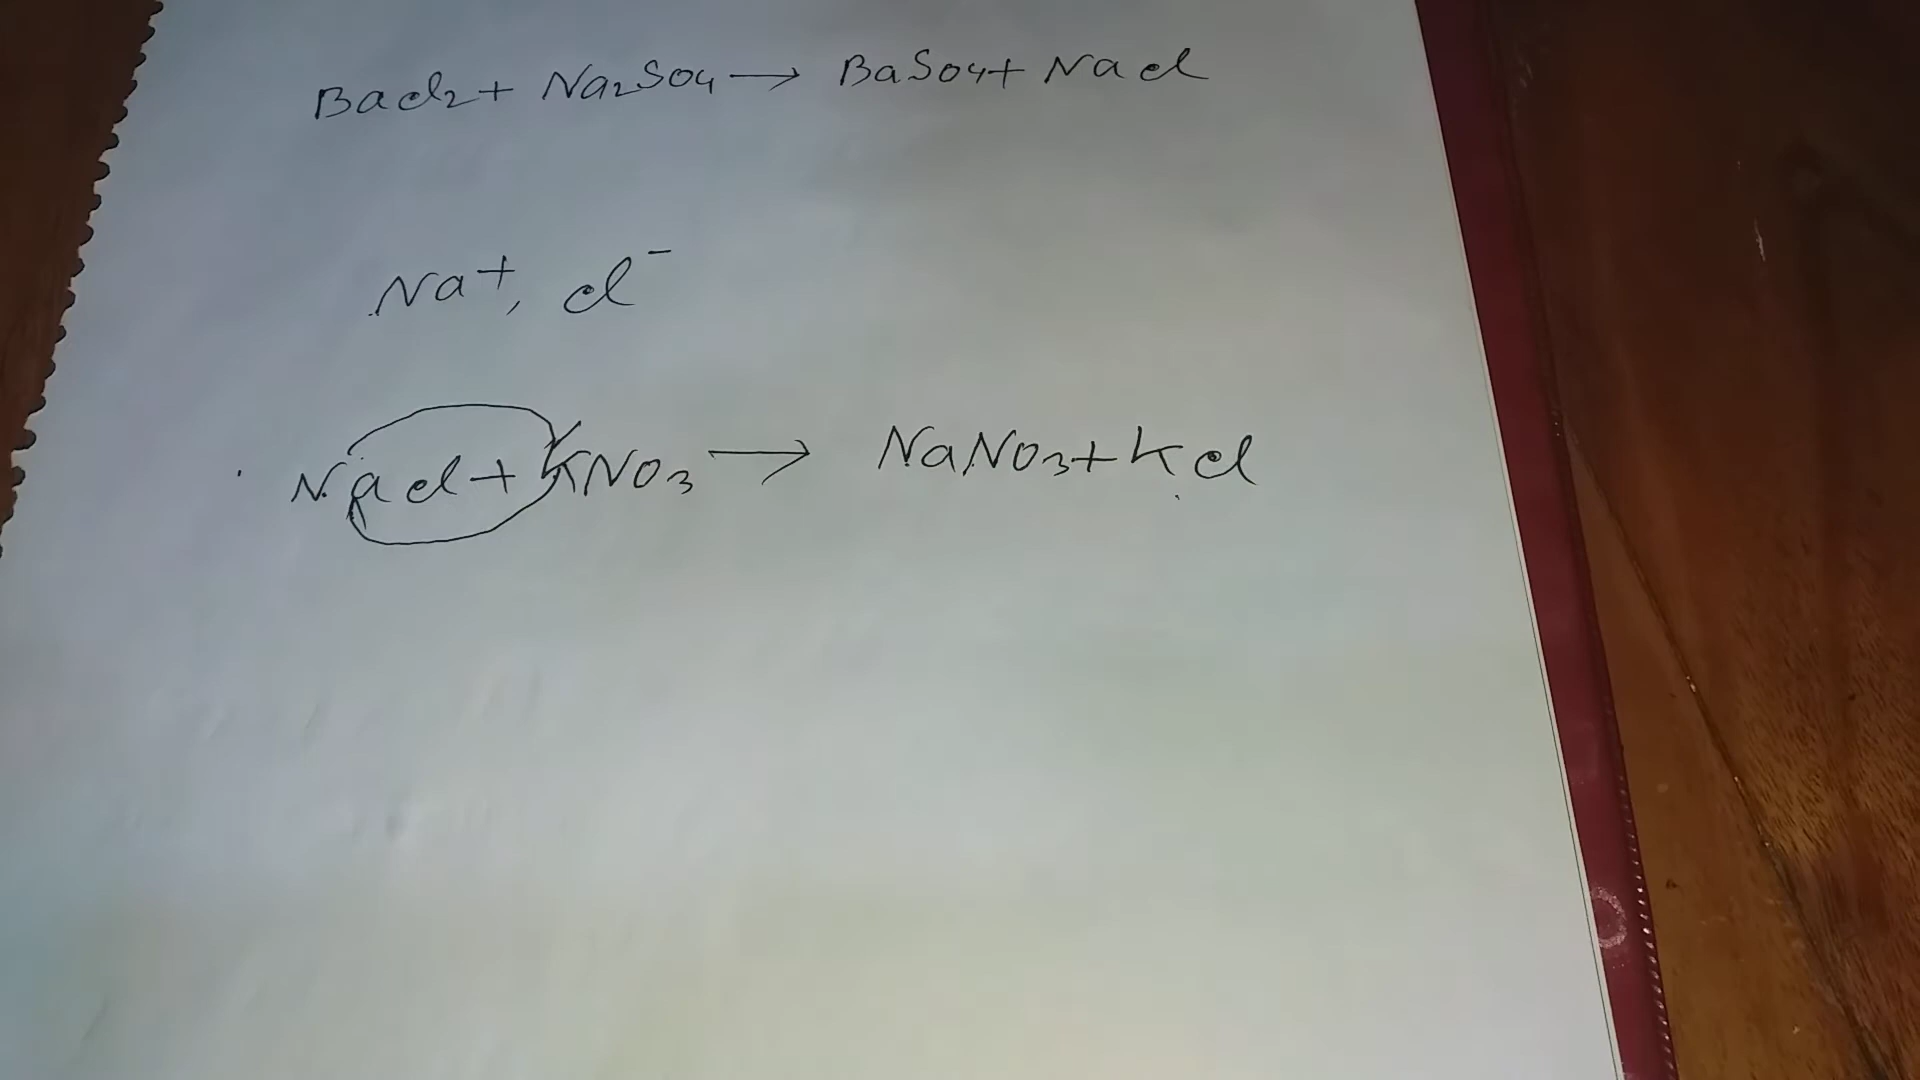 BaCl2 + Na2SO4 → BaSO4 + NaCl
Na+, Cl-
NaCl + KNO3 → NaNO3 + KCl